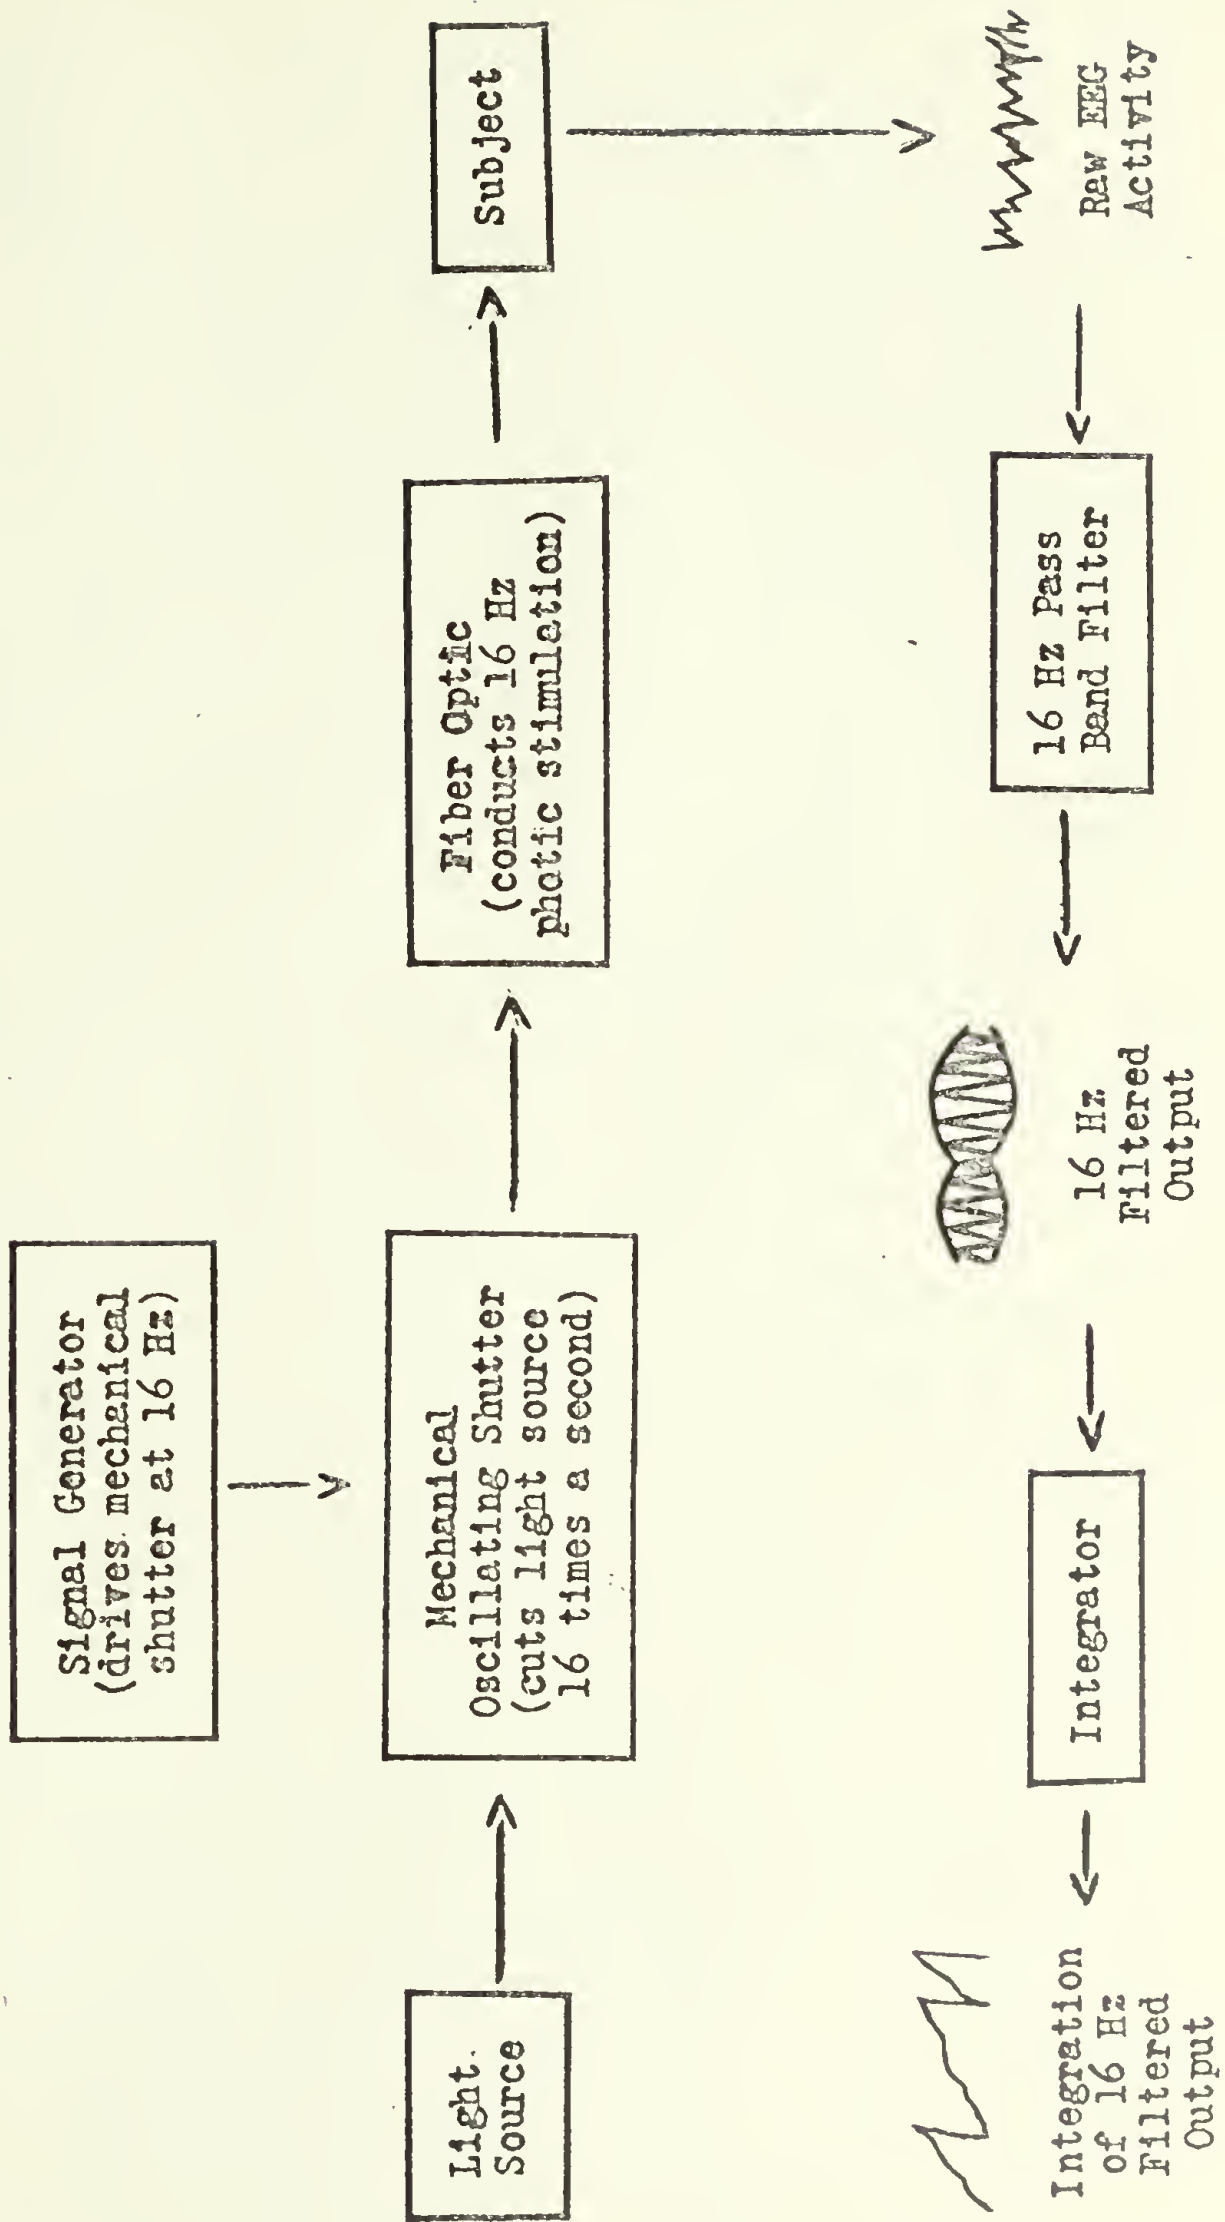 Signal Generator
(drives mechanical
shutter at 16 Hz)
Light
Source
Mechanical
Oscillating Shutter
(cuts light source
16 times a second)
Fiber Optic
(conducts 16 Hz
photic stimulation)
Subject
Raw EEG
Activity
16 Hz Pass
Band Filter
16 Hz
Filtered
Output
Integrator
Integration
of 16 Hz
Filtered
Output